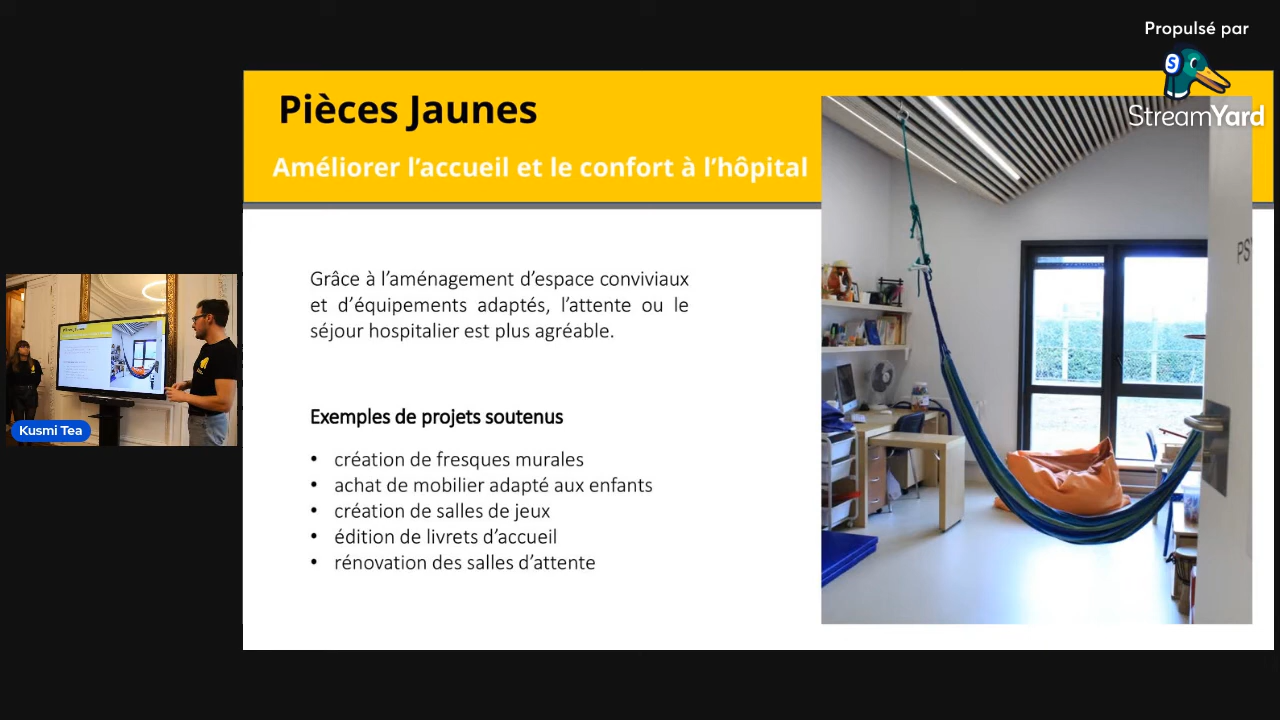 Propulsé par
StreamYard
Pièces Jaunes
Améliorer l'accueil et le confort à l'hôpital
PS
Grâce à l'aménagement d'espace conviviaux
et d'équipements adaptés, l'attente ou le
séjour hospitalier est plus agréable.
Exemples de projets soutenus
• création de fresques murales
• achat de mobilier adapté aux enfants
• création de salles de jeux
• édition de livrets d'accueil
• rénovation des salles d'attente
Kusmi Tea